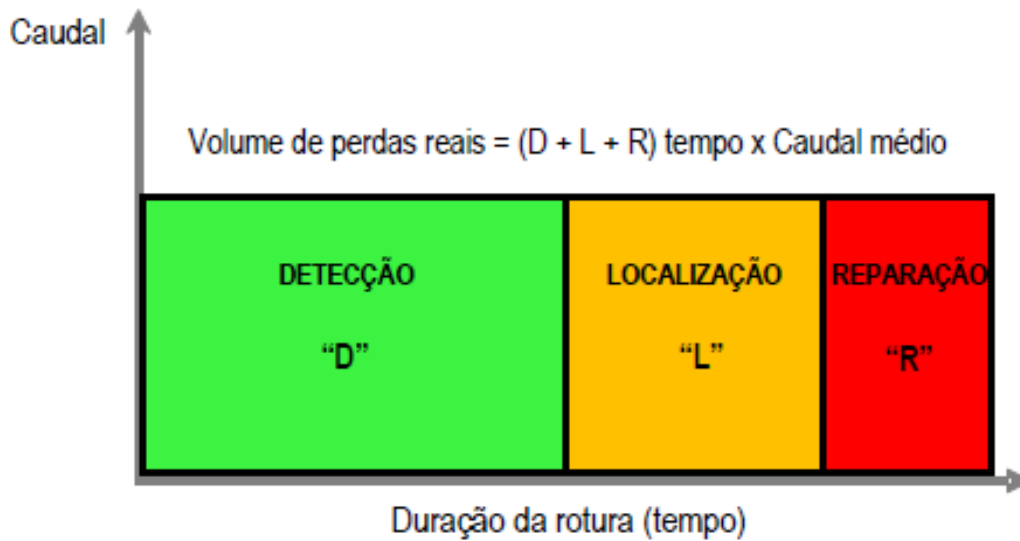 Caudal
Volume de perdas reais = (D + L + R) tempo x Caudal médio
DETECÇÃO
LOCALIZAÇÃO
REPARAÇÃO
“D”
“L”
“R”
Duração da rotura (tempo)